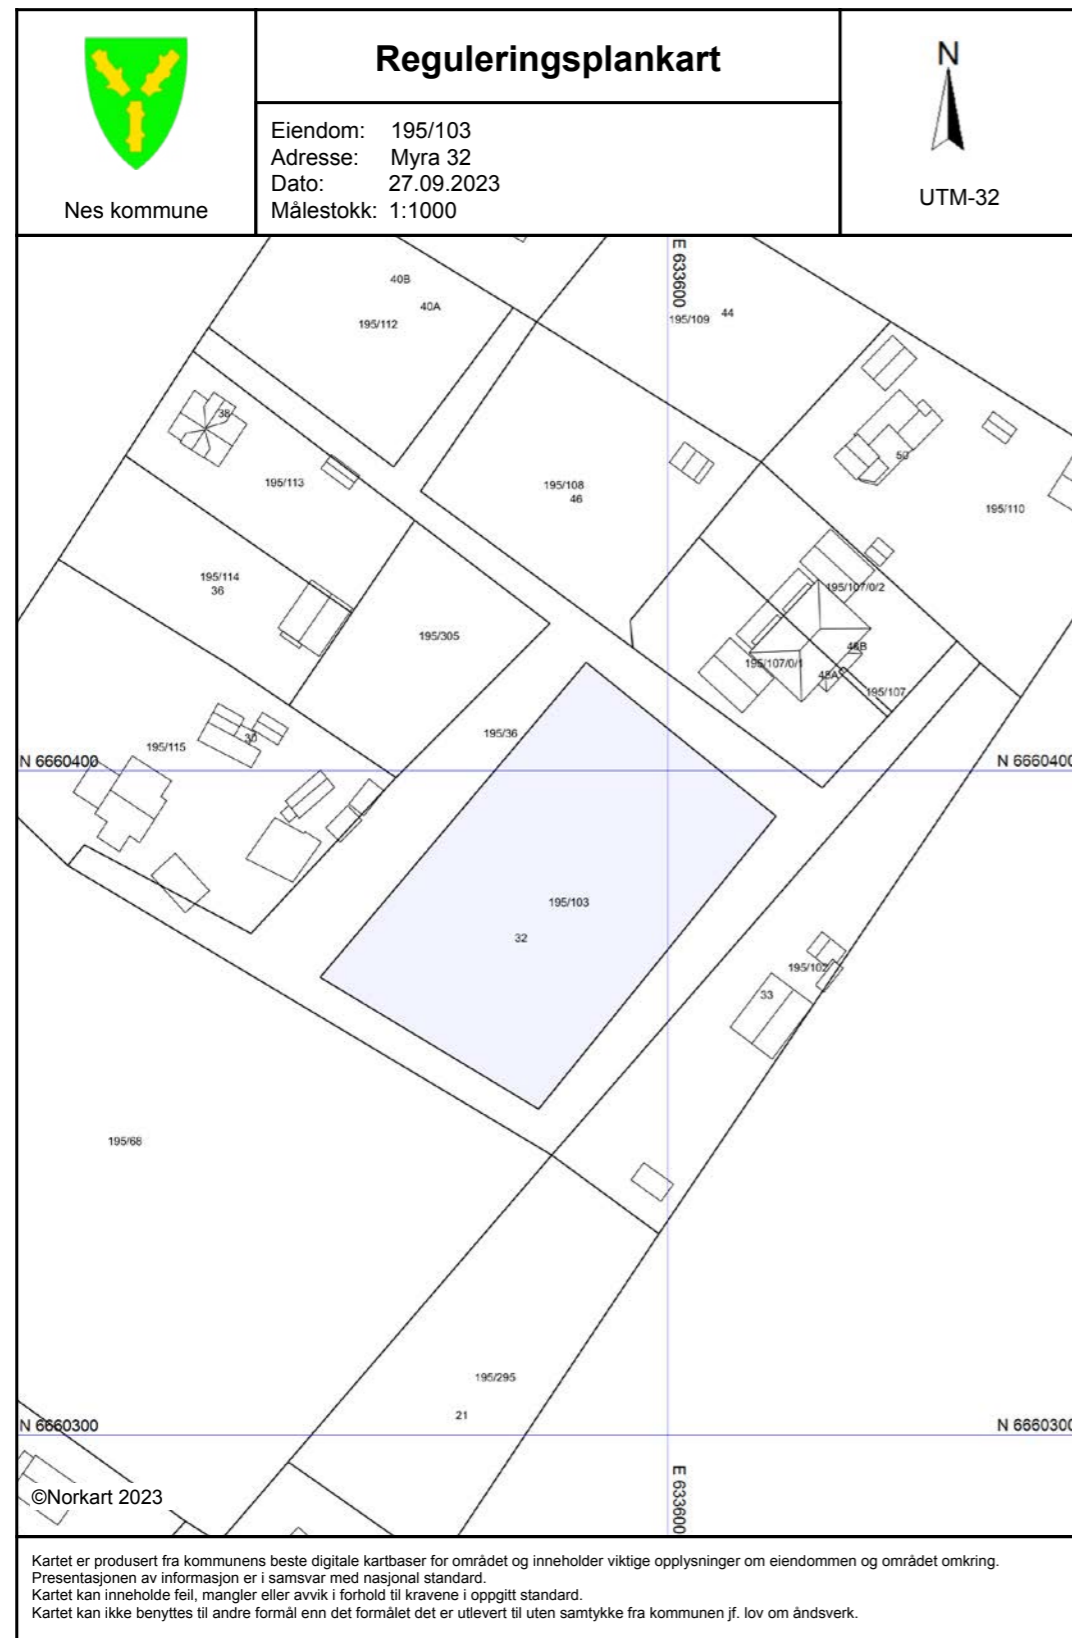 Reguleringsplankart
Eiendom: 195/103
Adresse: Myra 32
Dato: 27.09.2023
Målestokk: 1:1000
Nes kommune
N
UTM-32
40B
40A
195/112
E 633600
195/109
44
38
195/113
195/108
46
50
195/110
195/114
36
195/107/0/2
195/305
48B
195/107/0/1
48A
195/107
195/36
30
195/115
N 6660400
N 6660400
195/103
32
195/102
33
195/68
195/295
21
N 6660300
N 6660300
E 633600
©Norkart 2023
Kartet er produsert fra kommunens beste digitale kartbaser for området og inneholder viktige opplysninger om eiendommen og området omkring.
Presentasjonen av informasjon er i samsvar med nasjonal standard.
Kartet kan inneholde feil, mangler eller avvik i forhold til kravene i oppgitt standard.
Kartet kan ikke benyttes til andre formål enn det formålet det er utlevert til uten samtykke fra kommunen jf. lov om åndsverk.